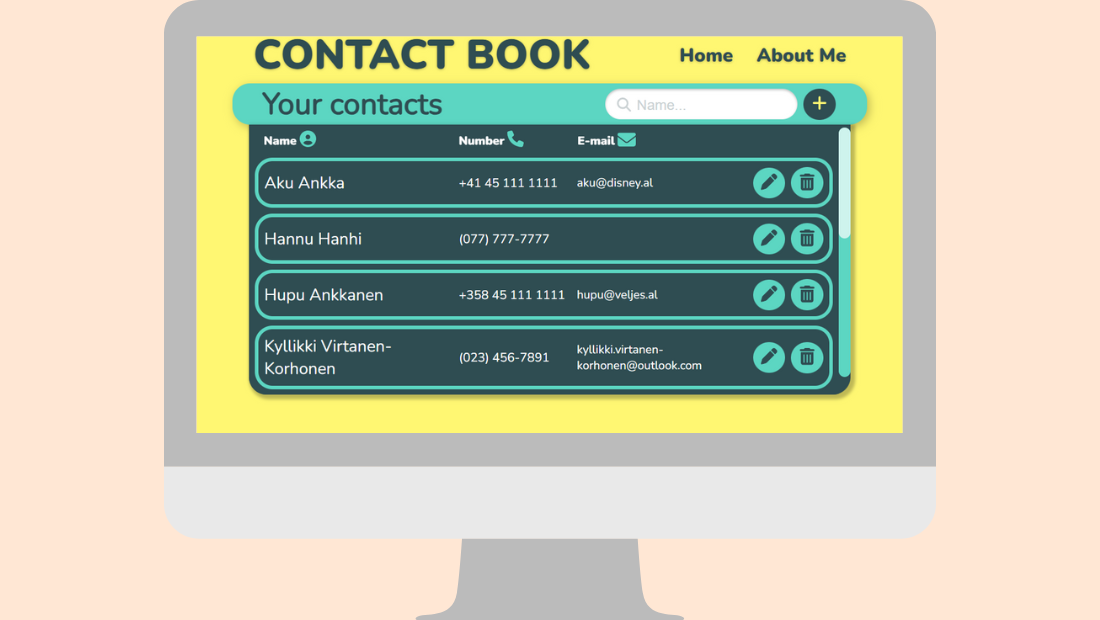 CONTACT BOOK Home About Me
Your contacts Name... +
Name Number E-mail
Aku Ankka +41 45 111 1111 aku@disney.al
Hannu Hanhi (077) 777-7777
Hupu Ankkanen +358 45 111 1111 hupu@veljes.al
Kyllikki Virtanen-
Korhonen (023) 456-7891 kyllikki.virtanen-
korhonen@outlook.com